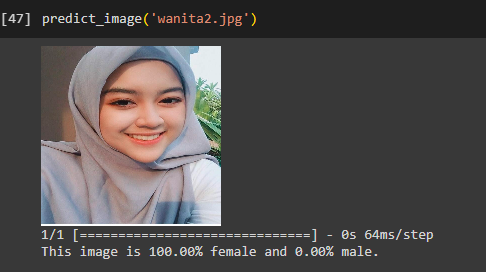 [47] predict_image('wanita2.jpg')
1/1 [==============================] - 0s 64ms/step
This image is 100.00% female and 0.00% male.